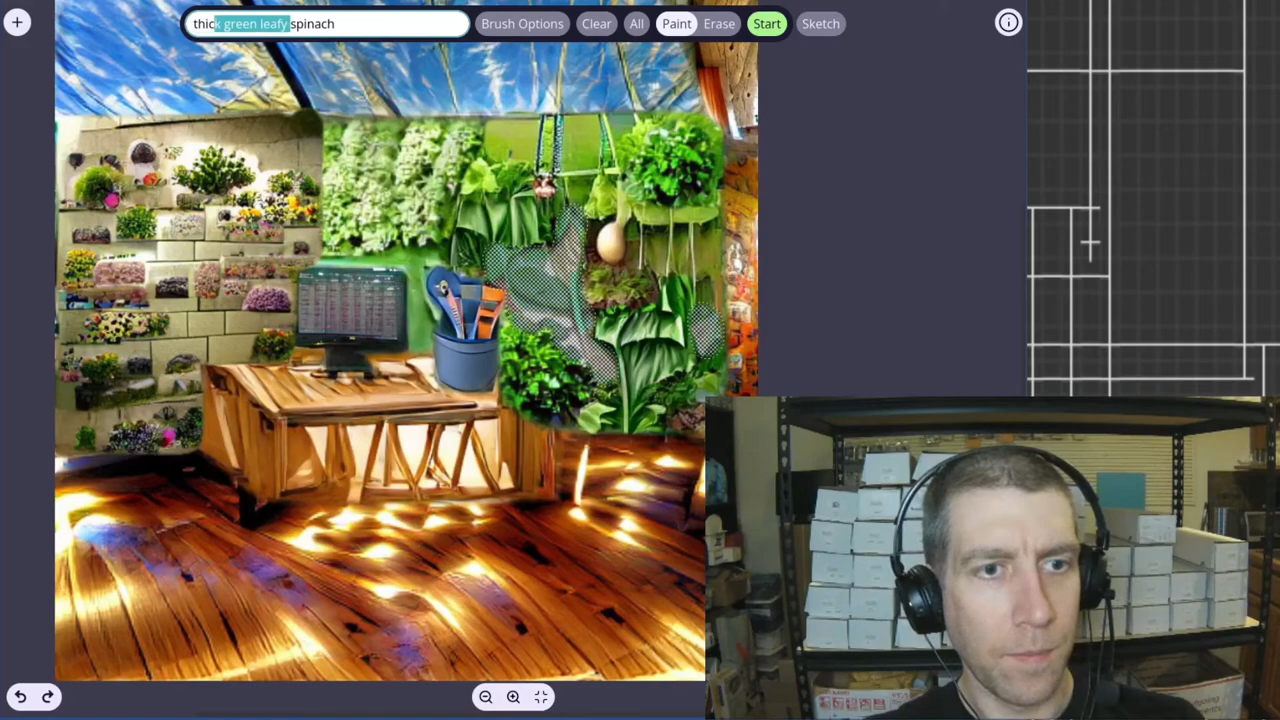 thick green leafy spinach
Brush Options
Clear
All
Paint
Erase
Start
Sketch